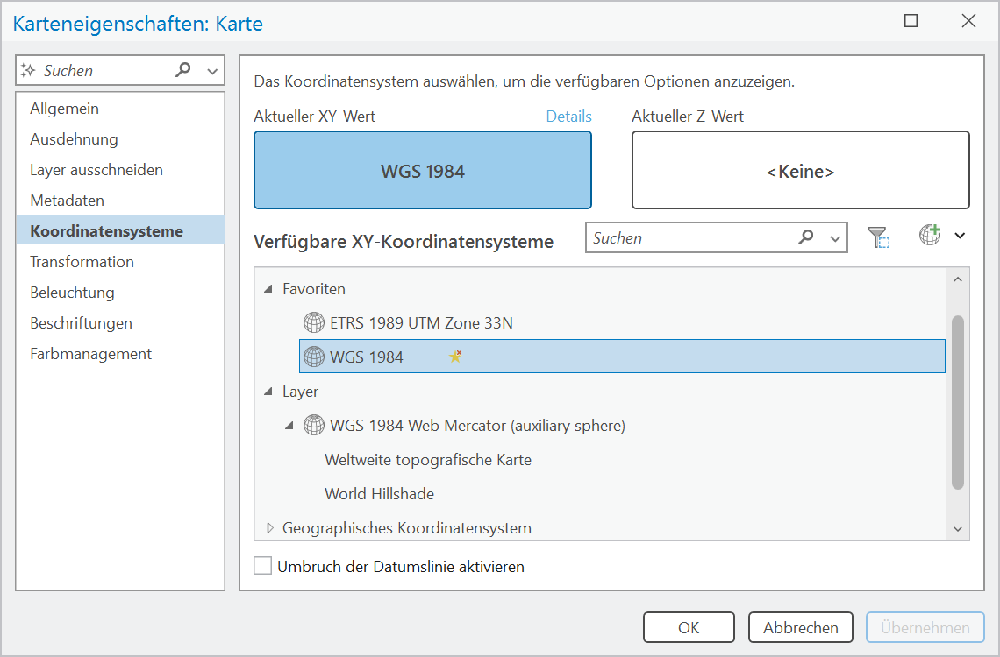 Karteneigenschaften: Karte
Suchen
Allgemein
Ausdehnung
Layer ausschneiden
Metadaten
Koordinatensysteme
Transformation
Beleuchtung
Beschriftungen
Farbmanagement
Das Koordinatensystem auswählen, um die verfügbaren Optionen anzuzeigen.
Aktueller XY-Wert Details Aktueller Z-Wert
WGS 1984 <Keine>
Verfügbare XY-Koordinatensysteme Suchen
Favoriten
ETRS 1989 UTM Zone 33N
WGS 1984
Layer
WGS 1984 Web Mercator (auxiliary sphere)
Weltweite topografische Karte
World Hillshade
Geographisches Koordinatensystem
Umbruch der Datumslinie aktivieren
OK Abbrechen Übernehmen